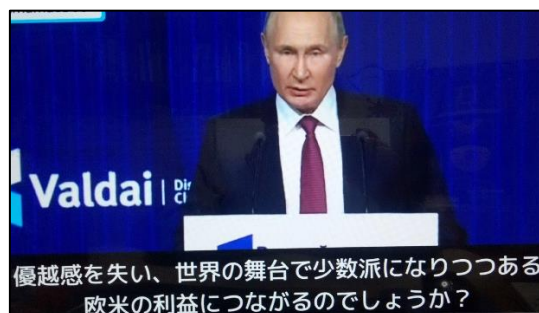 Valdai
優越感を失い、世界の舞台で少数派になりつつある
欧米の利益につながるのでしょうか？